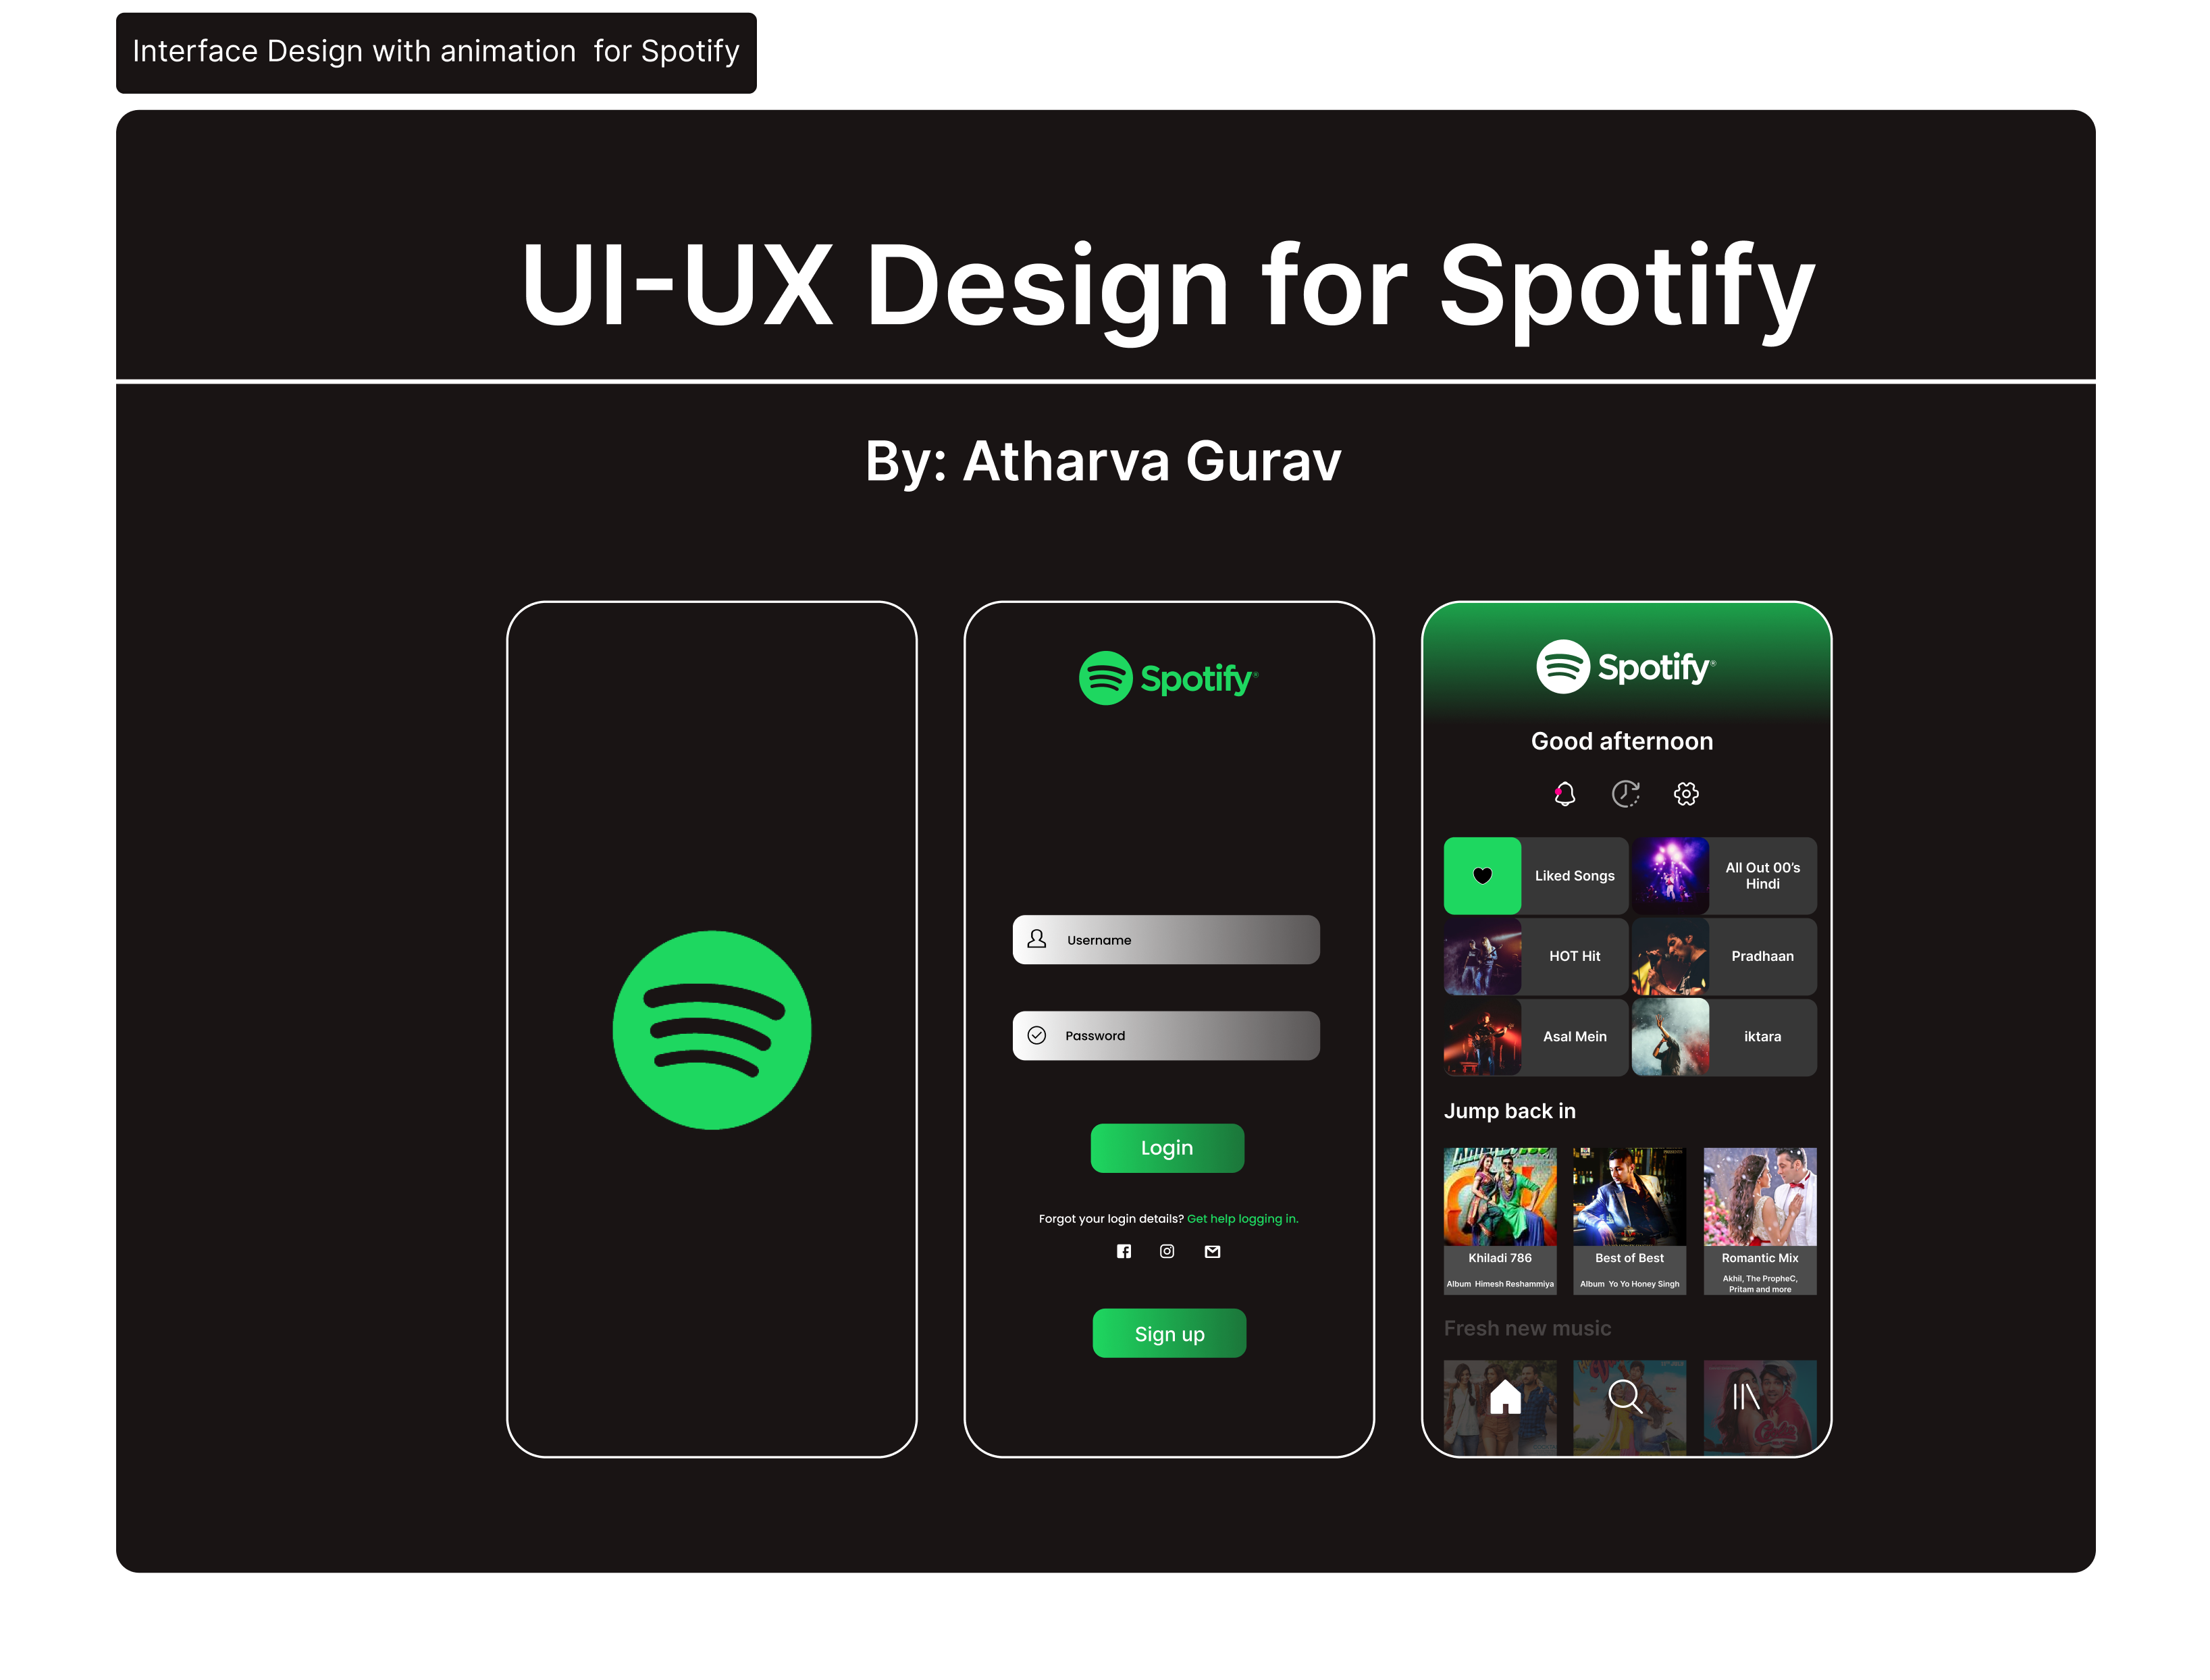 Interface Design with animation  for Spotify
UI-UX Design for Spotify
By: Atharva Gurav
Spotify®
Username
Password
Login
Forgot your login details? Get help logging in.
Sign up
Spotify®
Good afternoon
Liked Songs
All Out 00's
Hindi
HOT Hit
Pradhaan
Asal Mein
iktara
Jump back in
Khiladi 786
Album  Himesh Reshammiya
Best of Best
Album  Yo Yo Honey Singh
Romantic Mix
Akhil, The PropheC,
Pritam and more
Fresh new music